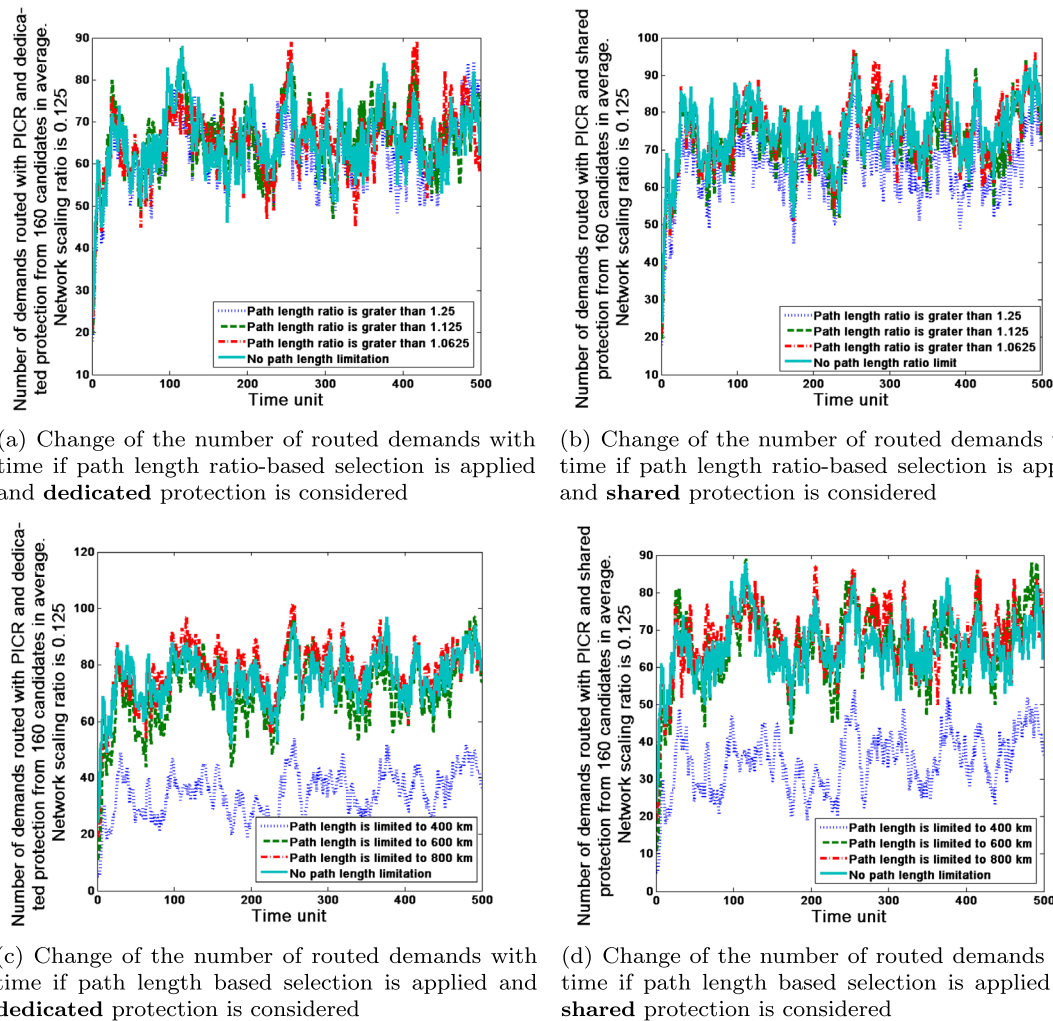 Number of demands routed with PICR and dedica-
ted protection from 160 candidates in average.
Network scaling ratio is 0.125
90
80
70
60
50
40
30
20
10
0
100
200
300
400
500
Time unit
Path length ratio is grater than 1.25
Path length ratio is grater than 1.125
Path length ratio is grater than 1.0625
No path length limitation
(a) Change of the number of routed demands with
time if path length ratio-based selection is applied
and dedicated protection is considered
Number of demands routed with PICR and shared
protection from 160 candidates in average.
Network scaling ratio is 0.125
100
90
80
70
60
50
40
30
20
10
0
100
200
300
400
500
Time unit
Path length ratio is grater than 1.25
Path length ratio is grater than 1.125
Path length ratio is grater than 1.0625
No path length ratio limit
(b) Change of the number of routed demands
time if path length ratio-based selection is app
and shared protection is considered
Number of demands routed with PICR and dedica-
ted protection from 160 candidates in average.
Network scaling ratio is 0.125
120
100
80
60
40
20
0
0
100
200
300
400
500
Time unit
Path length is limited to 400 km
Path length is limited to 600 km
Path length is limited to 800 km
No path length limitation
(c) Change of the number of routed demands with
time if path length based selection is applied and
dedicated protection is considered
Number of demands routed with PICR and shared
protection from 160 candidates in average.
Network scaling ratio is 0.125
90
80
70
60
50
40
30
20
10
0
0
100
200
300
400
500
Time unit
Path length is limited to 400 km
Path length is limited to 600 km
Path length is limited to 800 km
No path length limitation
(d) Change of the number of routed demands
time if path length based selection is applied
shared protection is considered